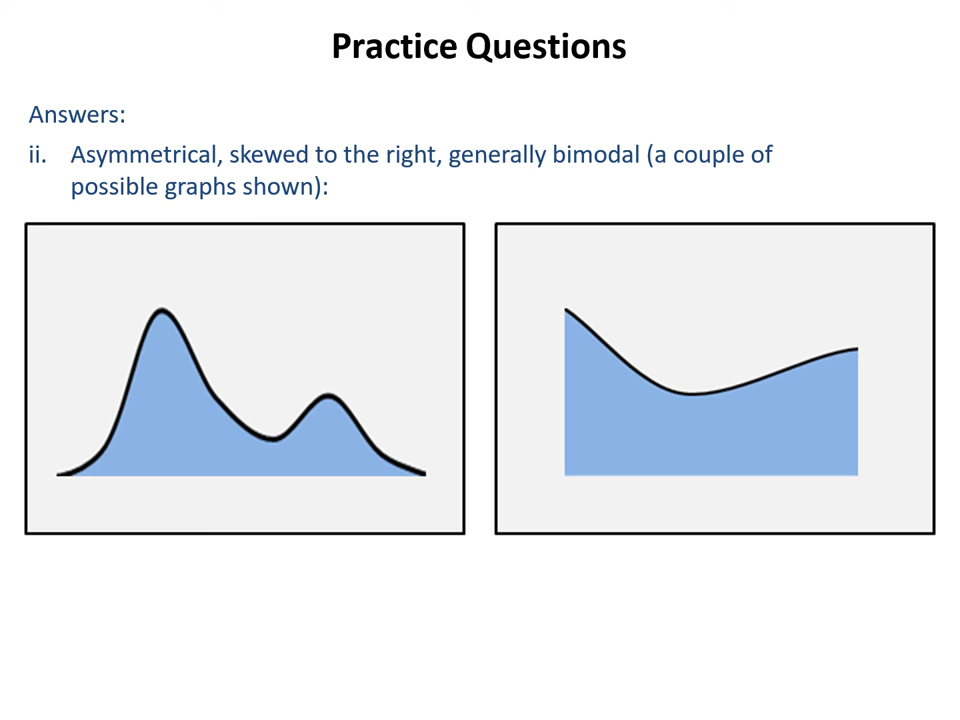 Practice Questions
Answers:
ii. Asymmetrical, skewed to the right, generally bimodal (a couple of
possible graphs shown):